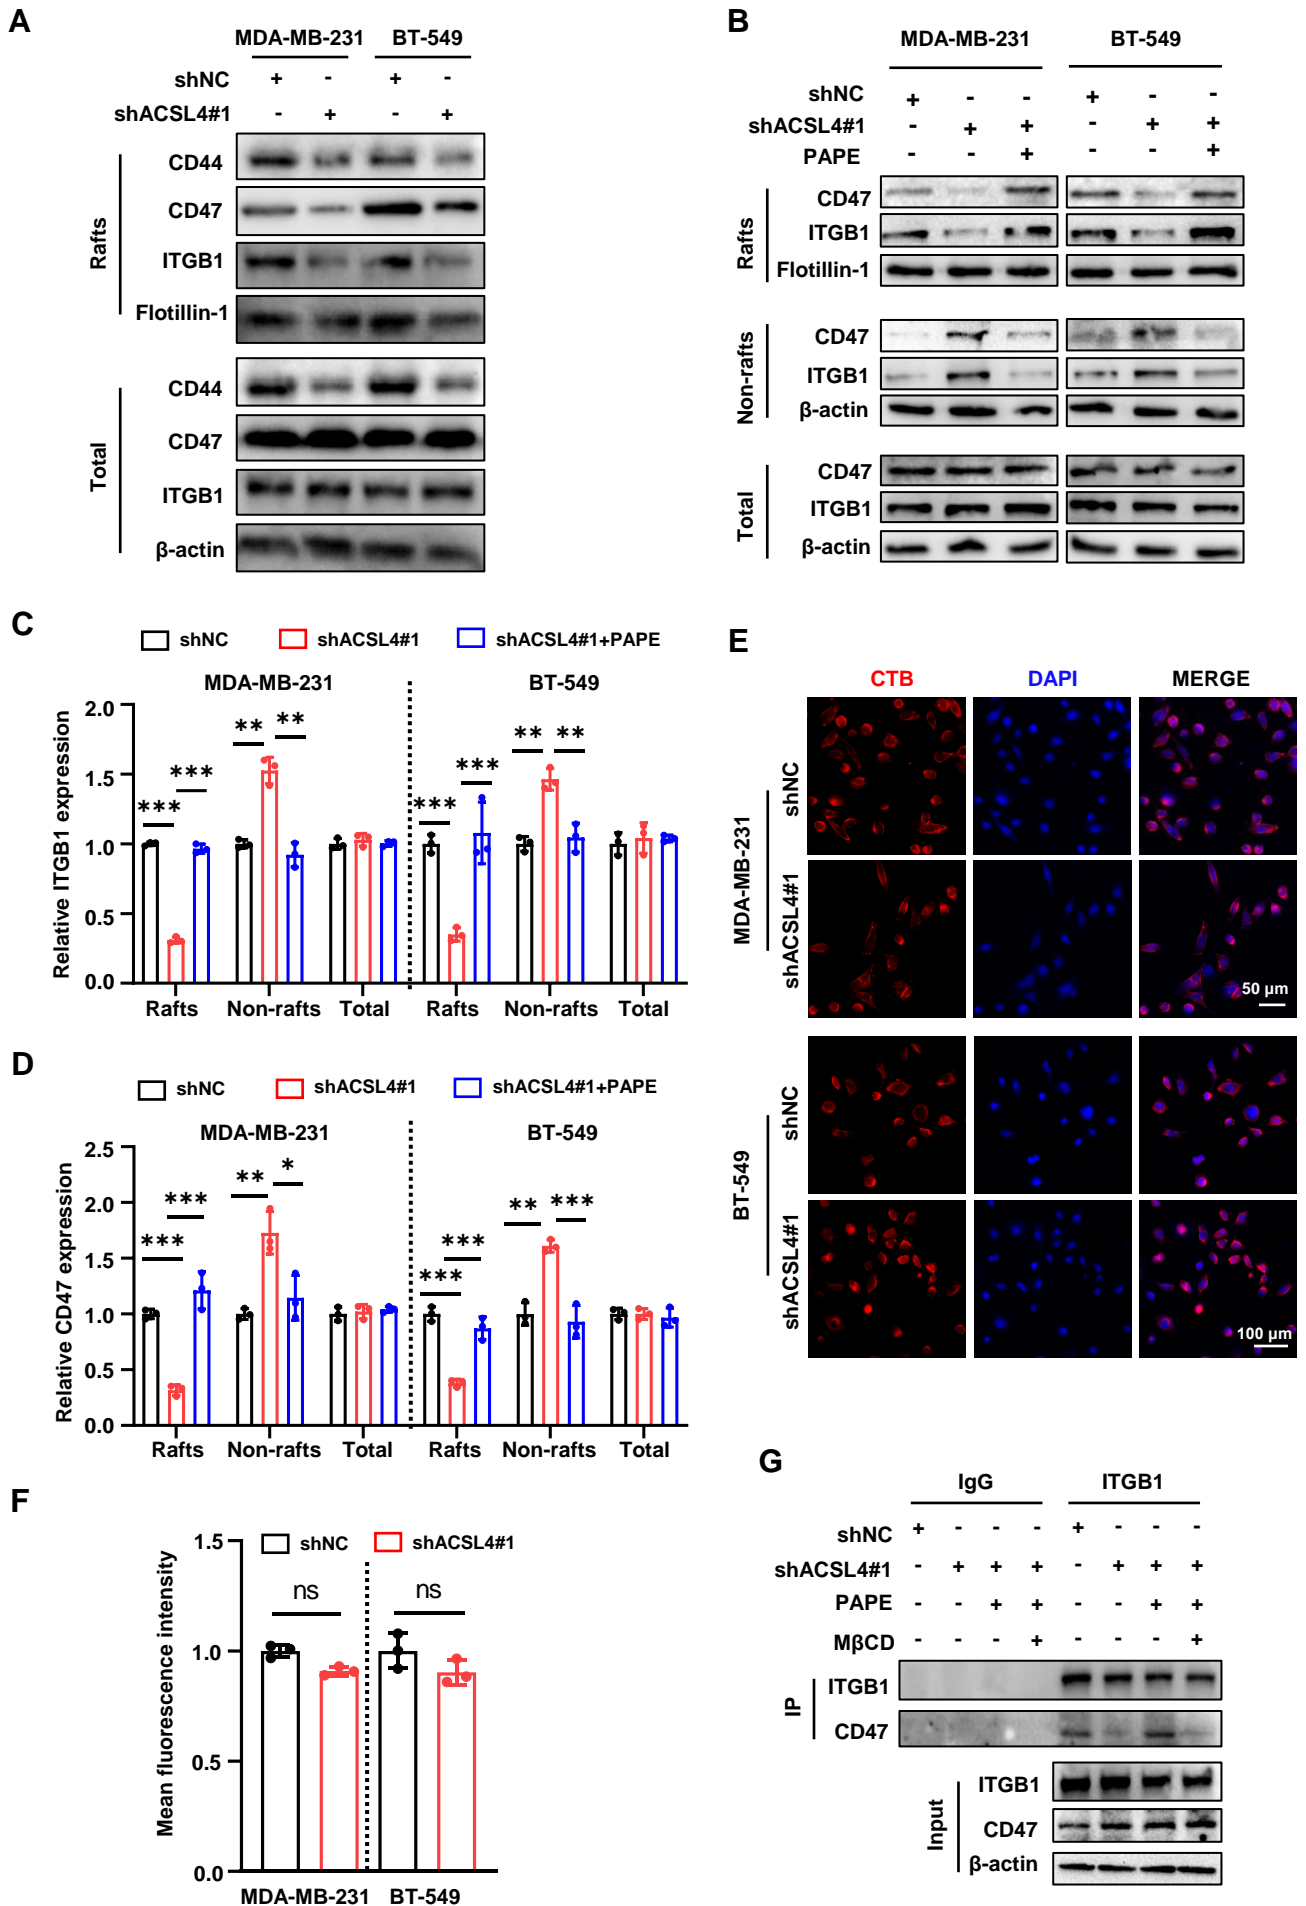 A
MDA-MB-231 BT-549
shNC + - + -
shACSL4#1 - + - +
Rafts
CD44
CD47
ITGB1
Flotillin-1
Total
CD44
CD47
ITGB1
β-actin
B
MDA-MB-231 BT-549
shNC + - - + - -
shACSL4#1 - + + - + +
PAPE - - + - - +
Rafts
CD47
ITGB1
Flotillin-1
Non-rafts
CD47
ITGB1
β-actin
Total
CD47
ITGB1
β-actin
C
shNC shACSL4#1 shACSL4#1+PAPE
MDA-MB-231 BT-549
Relative ITGB1 expression
2.0
1.5
1.0
0.5
0.0
*** *** ** ** *** *** ** **
Rafts Non-rafts Total Rafts Non-rafts Total
D
shNC shACSL4#1 shACSL4#1+PAPE
MDA-MB-231 BT-549
Relative CD47 expression
2.5
2.0
1.5
1.0
0.5
0.0
*** *** ** * *** *** ** ***
Rafts Non-rafts Total Rafts Non-rafts Total
E
CTB DAPI MERGE
MDA-MB-231
shNC
shACSL4#1
50 μm
BT-549
shNC
shACSL4#1
100 μm
F
shNC shACSL4#1
Mean fluorescence intensity
1.5
1.0
0.5
0.0
ns ns
MDA-MB-231 BT-549
G
IgG ITGB1
shNC + - - - + - - -
shACSL4#1 - + + + - + + +
PAPE - - + + - - + +
MβCD - - - + - - - +
IP
ITGB1
CD47
Input
ITGB1
CD47
β-actin